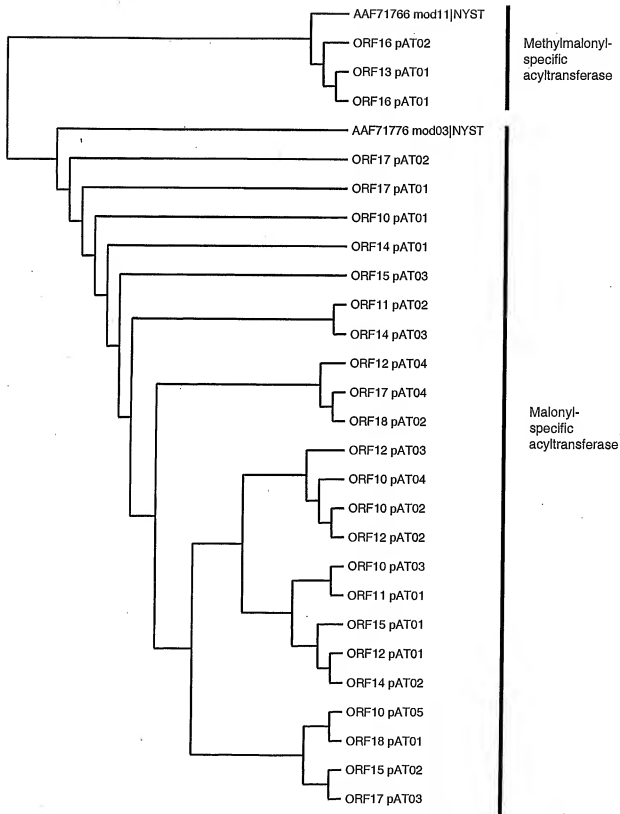 AAF71766 mod11|NYST
ORF16 pAT02
ORF13 pAT01
ORF16 pAT01
Methylmalonyl-
specific
acyltransferase
AAF71776 mod03|NYST
ORF17 pAT02
ORF17 pAT01
ORF10 pAT01
ORF14 pAT01
ORF15 pAT03
ORF11 pAT02
ORF14 pAT03
ORF12 pAT04
ORF17 pAT04
ORF18 pAT02
Malonyl-
specific
acyltransferase
ORF12 pAT03
ORF10 pAT04
ORF10 pAT02
ORF12 pAT02
ORF10 pAT03
ORF11 pAT01
ORF15 pAT01
ORF12 pAT01
ORF14 pAT02
ORF10 pAT05
ORF18 pAT01
ORF15 pAT02
ORF17 pAT03